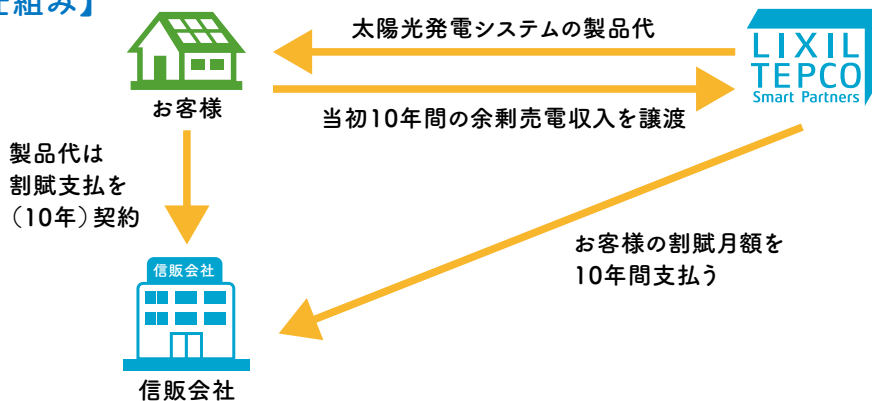 組み】
太陽光発電システムの製品代
LIXIL
TEPCO
Smart Partners
お客様
当初10年間の余剰売電収入を譲渡
製品代は
割賦支払を
（10年）契約
お客様の割賦月額を
10年間支払う
信販会社
信販会社